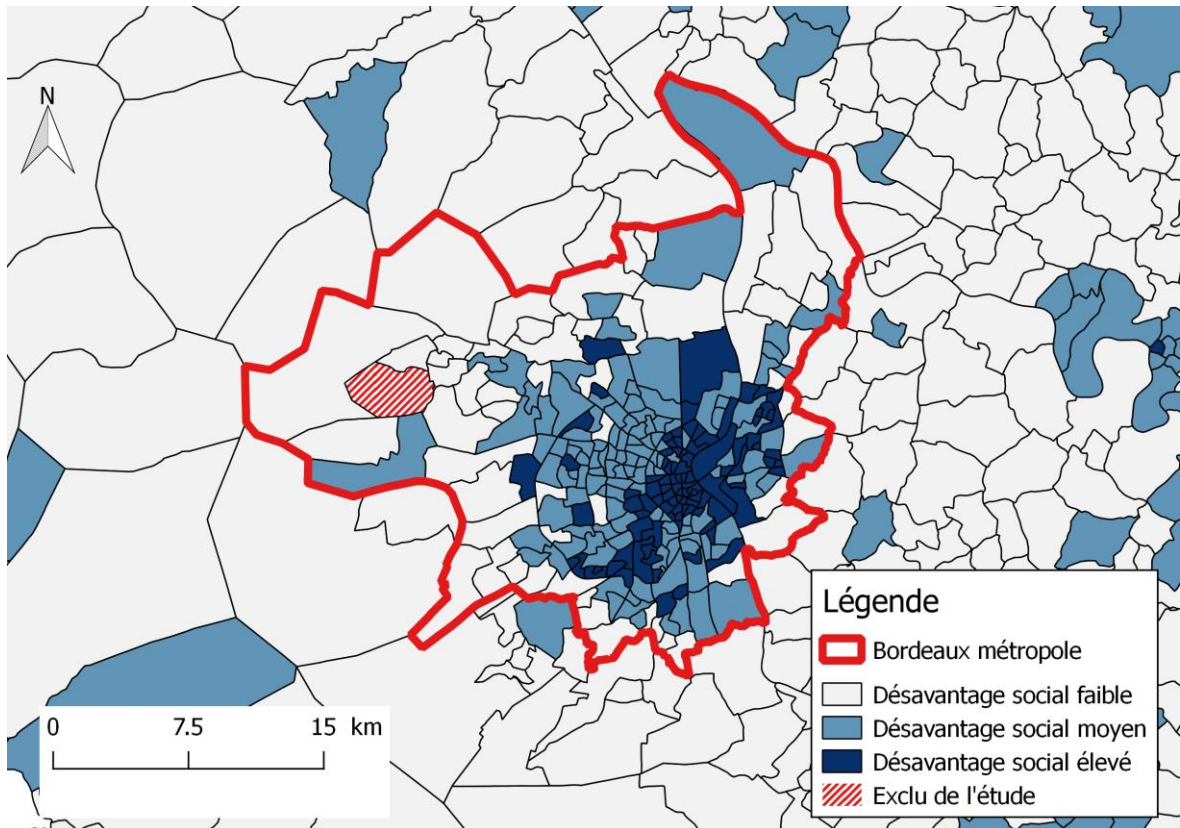 N
Légende
Bordeaux métropole
Désavantage social faible
Désavantage social moyen
Désavantage social élevé
Exclu de l'étude
0 7.5 15 km